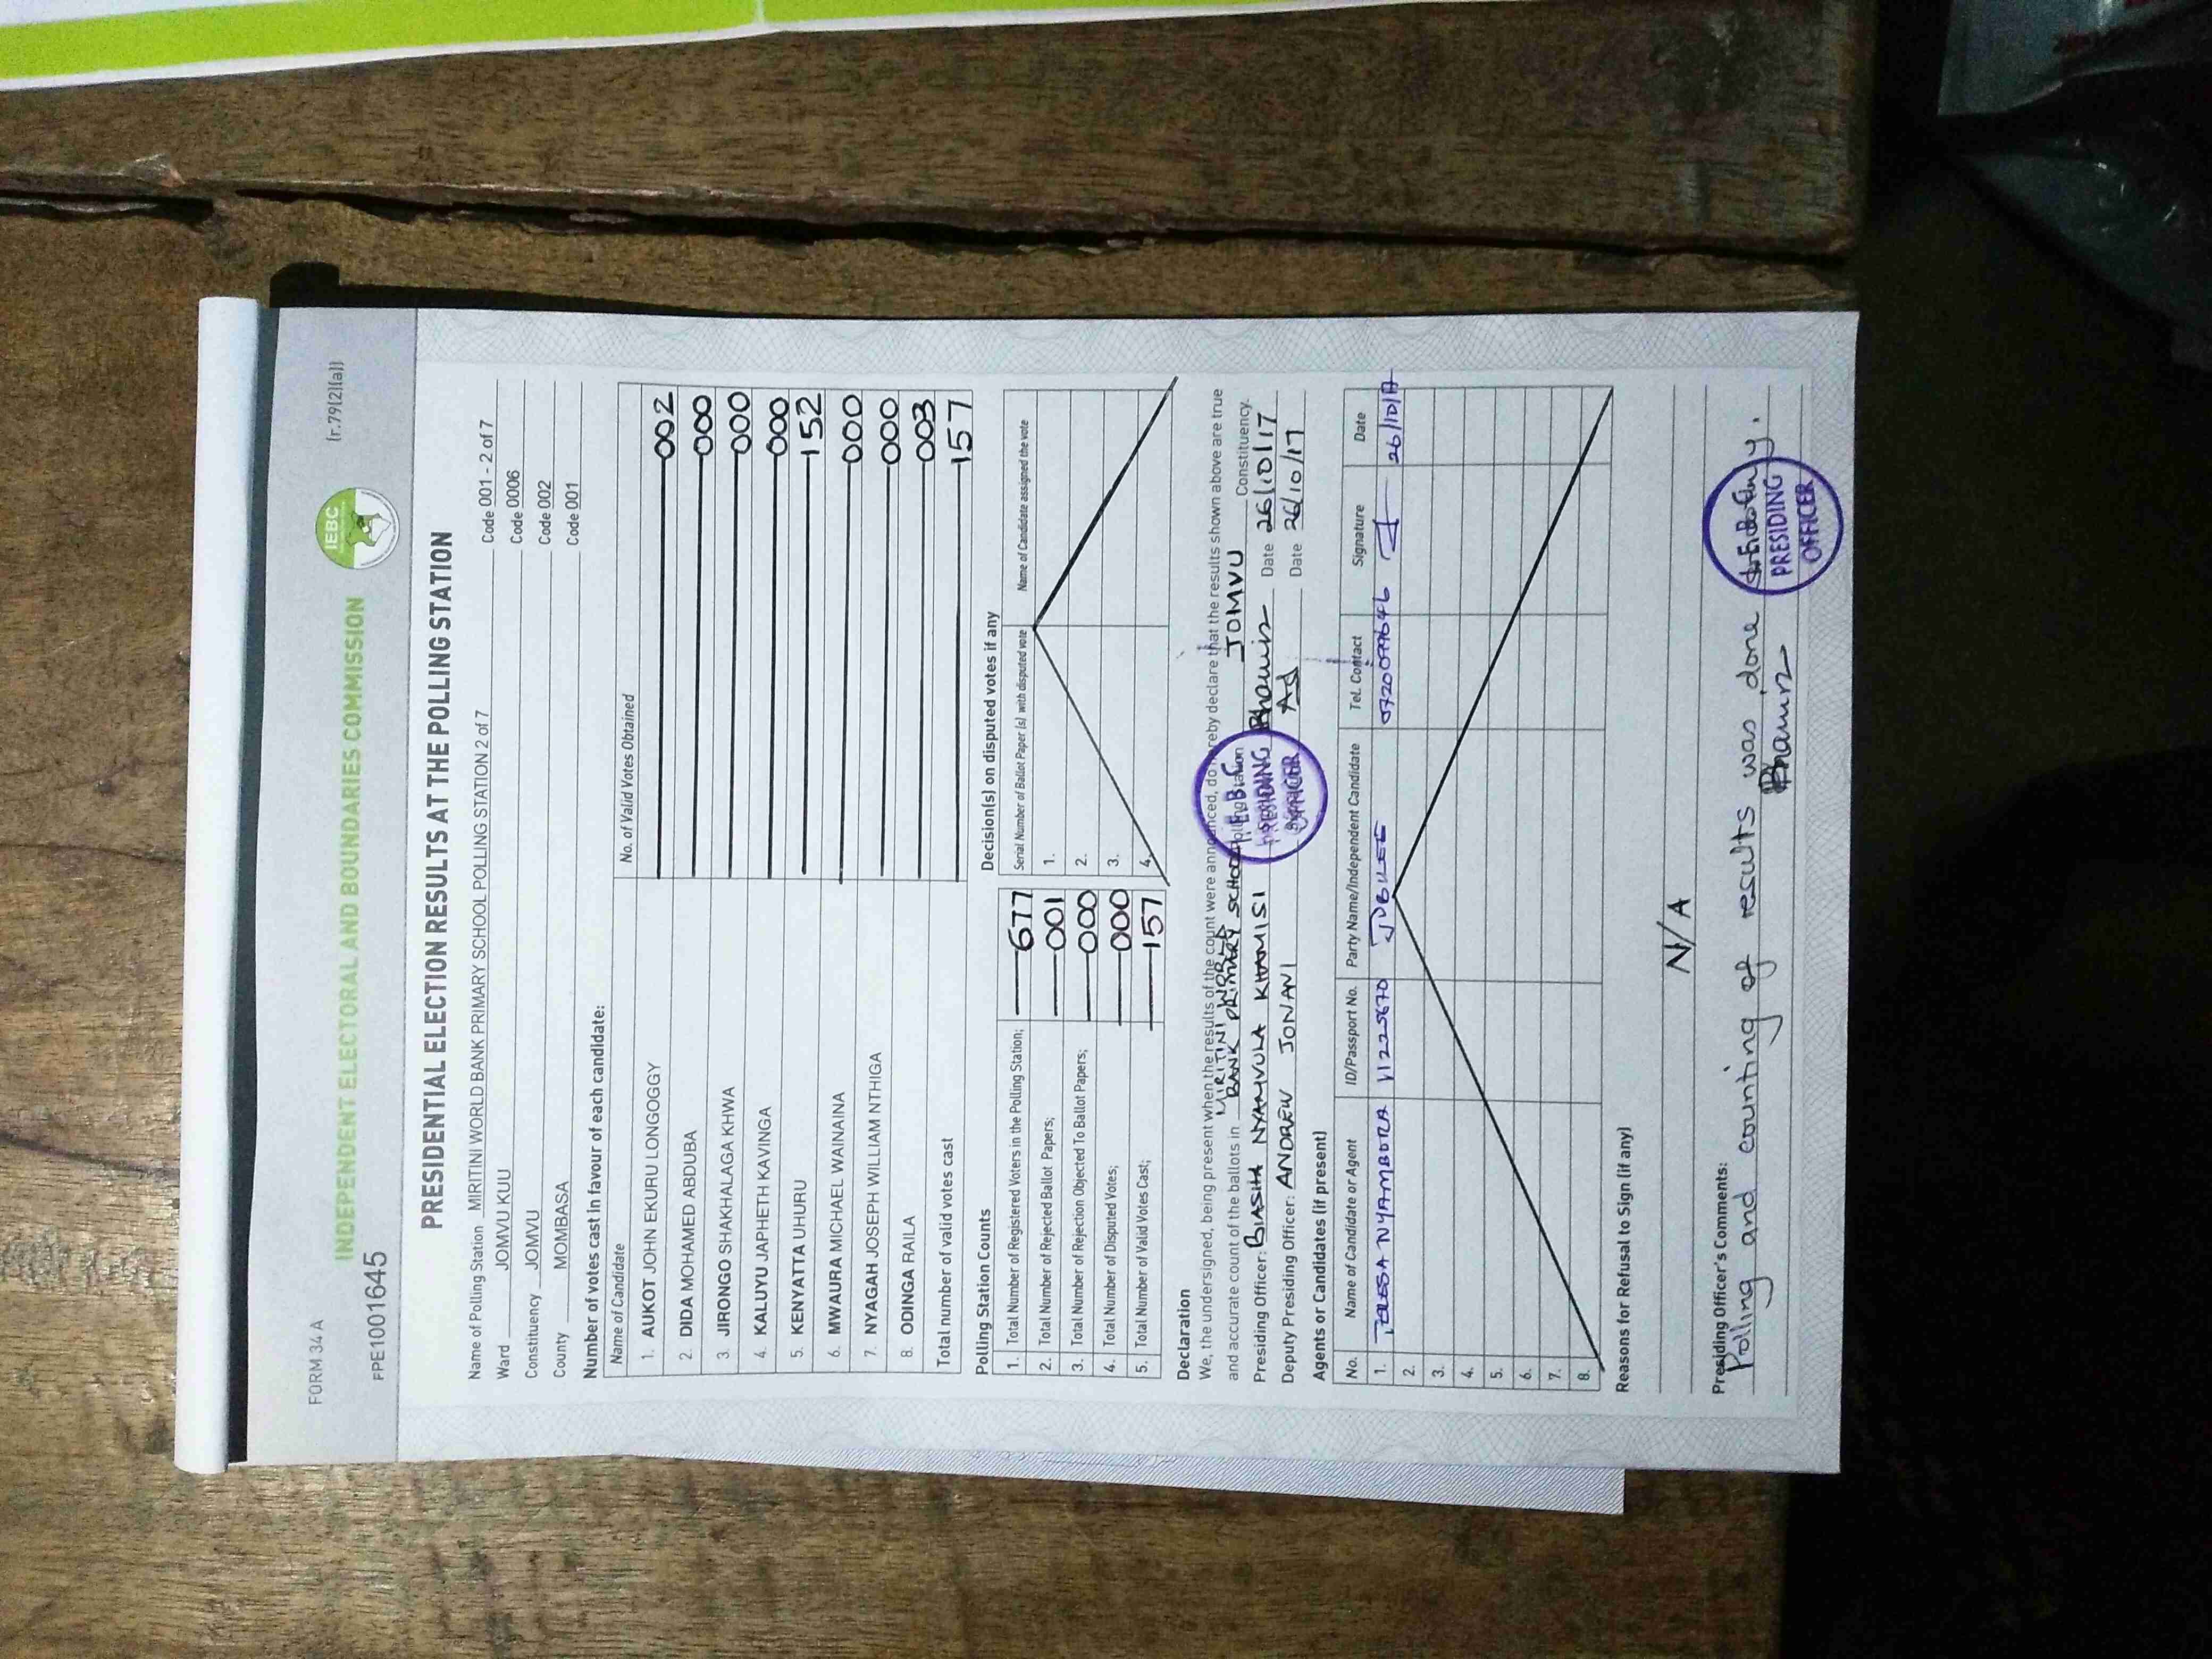 FORM 34 A
(r.79(2)(a))
INDEPENDENT ELECTORAL AND BOUNDARIES COMMISSION
IEBC
FPE1001645
PRESIDENTIAL ELECTION RESULTS AT THE POLLING STATION
Name of Polling Station MIRITINI WORLD BANK PRIMARY SCHOOL POLLING STATION 2 of 7 Code 001 - 2 of 7
Ward JOMVU KUU Code 0006
Constituency JOMVU Code 002
County MOMBASA Code 001
Number of votes cast in favour of each candidate:
Name of Candidate No. of Valid Votes Obtained
1. AUKOT JOHN EKURU LONGOGGY 002
2. DIDA MOHAMED ABDUBA 000
3. JIRONGO SHAKHALAGA KHWA 000
4. KALUYU JAPHETH KAVINGA 000
5. KENYATTA UHURU 152
6. MWAURA MICHAEL WAINAINA 000
7. NYAGAH JOSEPH WILLIAM NTHIGA 000
8. ODINGA RAILA 003
Total number of valid votes cast 157
Polling Station Counts
1. Total Number of Registered Voters in the Polling Station; 677
2. Total Number of Rejected Ballot Papers; 001
3. Total Number of Rejection Objected To Ballot Papers; 000
4. Total Number of Disputed Votes; 000
5. Total Number of Valid Votes Cast; 157
Decision(s) on disputed votes if any
Serial Number of Ballot Paper (s) with disputed vote Name of Candidate assigned the vote
1.
2.
3.
4.
Declaration
We, the undersigned, being present when the results of the count were announced, do hereby declare that the results shown above are true
and accurate count of the ballots in MIRITINI WORLD BANK PRIMARY SCHOOL Polling Station JOMVU Constituency.
Presiding Officer: BIASHA NYAMVULA KHAMISI Date 26/10/17
Deputy Presiding Officer: ANDREW JONANI Date 26/10/17
PRESIDING
OFFICER
Agents or Candidates (if present)
No. Name of Candidate or Agent ID/Passport No. Party Name/Independent Candidate Tel. Contact Signature Date
1. NYAMBURA 11225670 JUBILEE 26/10/17
2.
3.
4.
5.
6.
7.
8.
Reasons for Refusal to Sign (if any)
N/A
Presiding Officer's Comments:
Polling and counting of results was done
PRESIDING
OFFICER